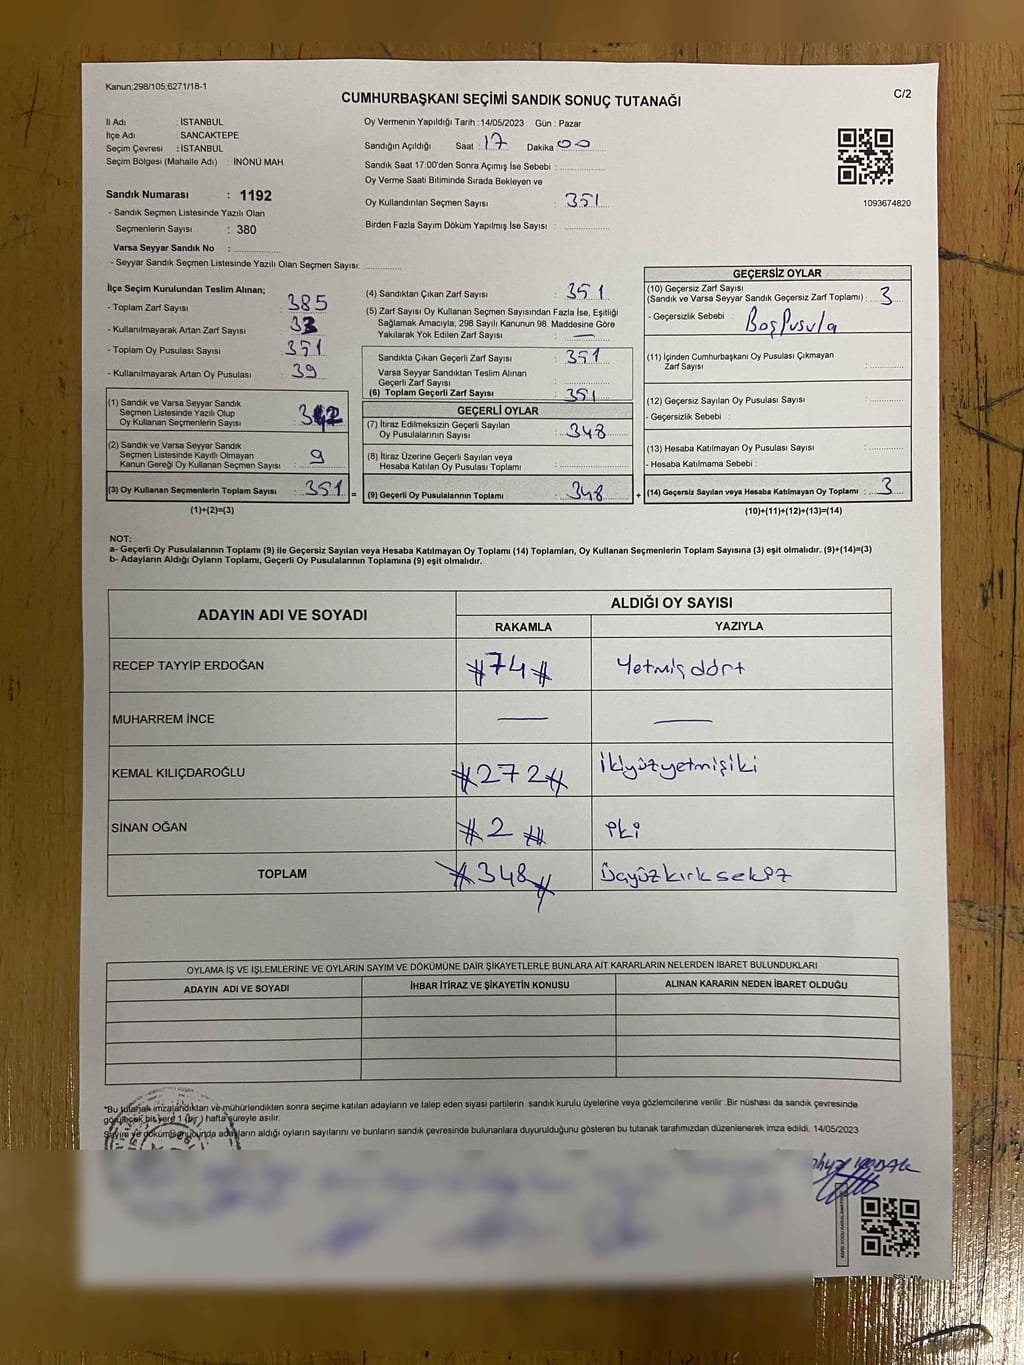 Kanun;298/105,6271/18-1
CUMHURBAŞKANI SEÇİMİ SANDIK SONUÇ TUTANAĞI
C/2
İl Adı : İSTANBUL
İlçe Adı : SANCAKTEPE
Seçim Çevresi : İSTANBUL
Seçim Bölgesi (Mahalle Adı) : İNÖNÜ MAH.
Sandık Numarası : 1192
- Sandık Seçmen Listesinde Yazılı Olan
Seçmenlerin Sayısı : 380
Varsa Seyyar Sandık No :
- Seyyar Sandık Seçmen Listesinde Yazılı Olan Seçmen Sayısı:
Oy Vermenin Yapıldığı Tarih :14/05/2023 Gün : Pazar
Sandığın Açıldığı Saat : 17 Dakika 00
Sandık Saat 17:00'den Sonra Açımış İse Sebebi :
Oy Verme Saati Bitiminde Sırada Bekleyen ve
Oy Kullandırılan Seçmen Sayısı : 351
Birden Fazla Sayım Döküm Yapılmış İse Sayısı :
1093674820
İlçe Seçim Kurulundan Teslim Alınan;
- Toplam Zarf Sayısı : 385
- Kullanılmayarak Artan Zarf Sayısı :
- Toplam Oy Pusulası Sayısı : 351
- Kullanılmayarak Artan Oy Pusulası : 39
(1) Sandık ve Varsa Seyyar Sandık
Seçmen Listesinde Yazılı Olup
Oy Kullanan Seçmenlerin Sayısı : 342
(2) Sandık ve Varsa Seyyar Sandık
Seçmen Listesinde Kayıtlı Olmayan
Kanun Gereği Oy Kullanan Seçmen Sayısı : 9
(3) Oy Kullanan Seçmenlerin Toplam Sayısı : 351
(1)+(2)=(3)
(4) Sandıktan Çıkan Zarf Sayısı : 351
(5) Zarf Sayısı Oy Kullanan Seçmen Sayısından Fazla İse, Eşitliği
Sağlamak Amacıyla; 298 Sayılı Kanunun 98. Maddesine Göre
Yakılarak Yok Edilen Zarf Sayısı : —
Sandıkta Çıkan Geçerli Zarf Sayısı : 351
Varsa Seyyar Sandıktan Teslim Alınan
Geçerli Zarf Sayısı :
(6) Toplam Geçerli Zarf Sayısı : 351
GEÇERLİ OYLAR
(7) İtiraz Edilmeksizin Geçerli Sayılan
Oy Pusulalarının Sayısı : 348
(8) İtiraz Üzerine Geçerli Sayılan veya
Hesaba Katılan Oy Pusulası Toplamı :
= (9) Geçerli Oy Pusulalarının Toplamı : 348 +
GEÇERSİZ OYLAR
(10) Geçersiz Zarf Sayısı
(Sandık ve Varsa Seyyar Sandık Geçersiz Zarf Toplamı) : 3
- Geçersizlik Sebebi : Boş Pusula
(11) İçinden Cumhurbaşkanı Oy Pusulası Çıkmayan
Zarf Sayısı :
(12) Geçersiz Sayılan Oy Pusulası Sayısı :
- Geçersizlik Sebebi :
(13) Hesaba Katılmayan Oy Pusulası Sayısı :
- Hesaba Katılmama Sebebi :
(14) Geçersiz Sayılan veya Hesaba Katılmayan Oy Toplamı : 3
(10)+(11)+(12)+(13)=(14)
NOT:
a- Geçerli Oy Pusulalarının Toplamı (9) ile Geçersiz Sayılan veya Hesaba Katılmayan Oy Toplamı (14) Toplamları, Oy Kullanan Seçmenlerin Toplam Sayısına (3) eşit olmalıdır. (9)+(14)=(3)
b- Adayların Aldığı Oyların Toplamı, Geçerli Oy Pusulalarının Toplamına (9) eşit olmalıdır.
ADAYIN ADI VE SOYADI ALDIĞI OY SAYISI
RAKAMLA YAZIYLA
RECEP TAYYİP ERDOĞAN #74# Yetmişdört
MUHARREM İNCE — —
KEMAL KILIÇDAROĞLU #272# ikiyüzyetmişiki
SİNAN OĞAN #2# iki
TOPLAM #348# Üçyüzkırksekiz
OYLAMA İŞ VE İŞLEMLERİNE VE OYLARIN SAYIM VE DÖKÜMÜNE DAİR ŞİKAYETLERLE BUNLARA AİT KARARLARIN NELERDEN İBARET BULUNDUKLARI
ADAYIN ADI VE SOYADI İHBAR İTİRAZ VE ŞİKAYETİN KONUSU ALINAN KARARIN NEDEN İBARET OLDUĞU
*Bu tutanak imzalandıktan ve mühürlendikten sonra seçime katılan adayların ve talep eden siyasi partilerin sandık kurulu üyelerine veya gözlemcilerine verilir .Bir nüshası da sandık çevresinde
görülecek bir yere 1 (bir ) hafta süreyle asılır.
Sayım ve döküm sonucunda adayların aldığı oyların sayılarını ve bunların sandık çevresinde bulunanlara duyurulduğunu gösteren bu tutanak tarafımızdan düzenlenerek imza edildi. 14/05/2023